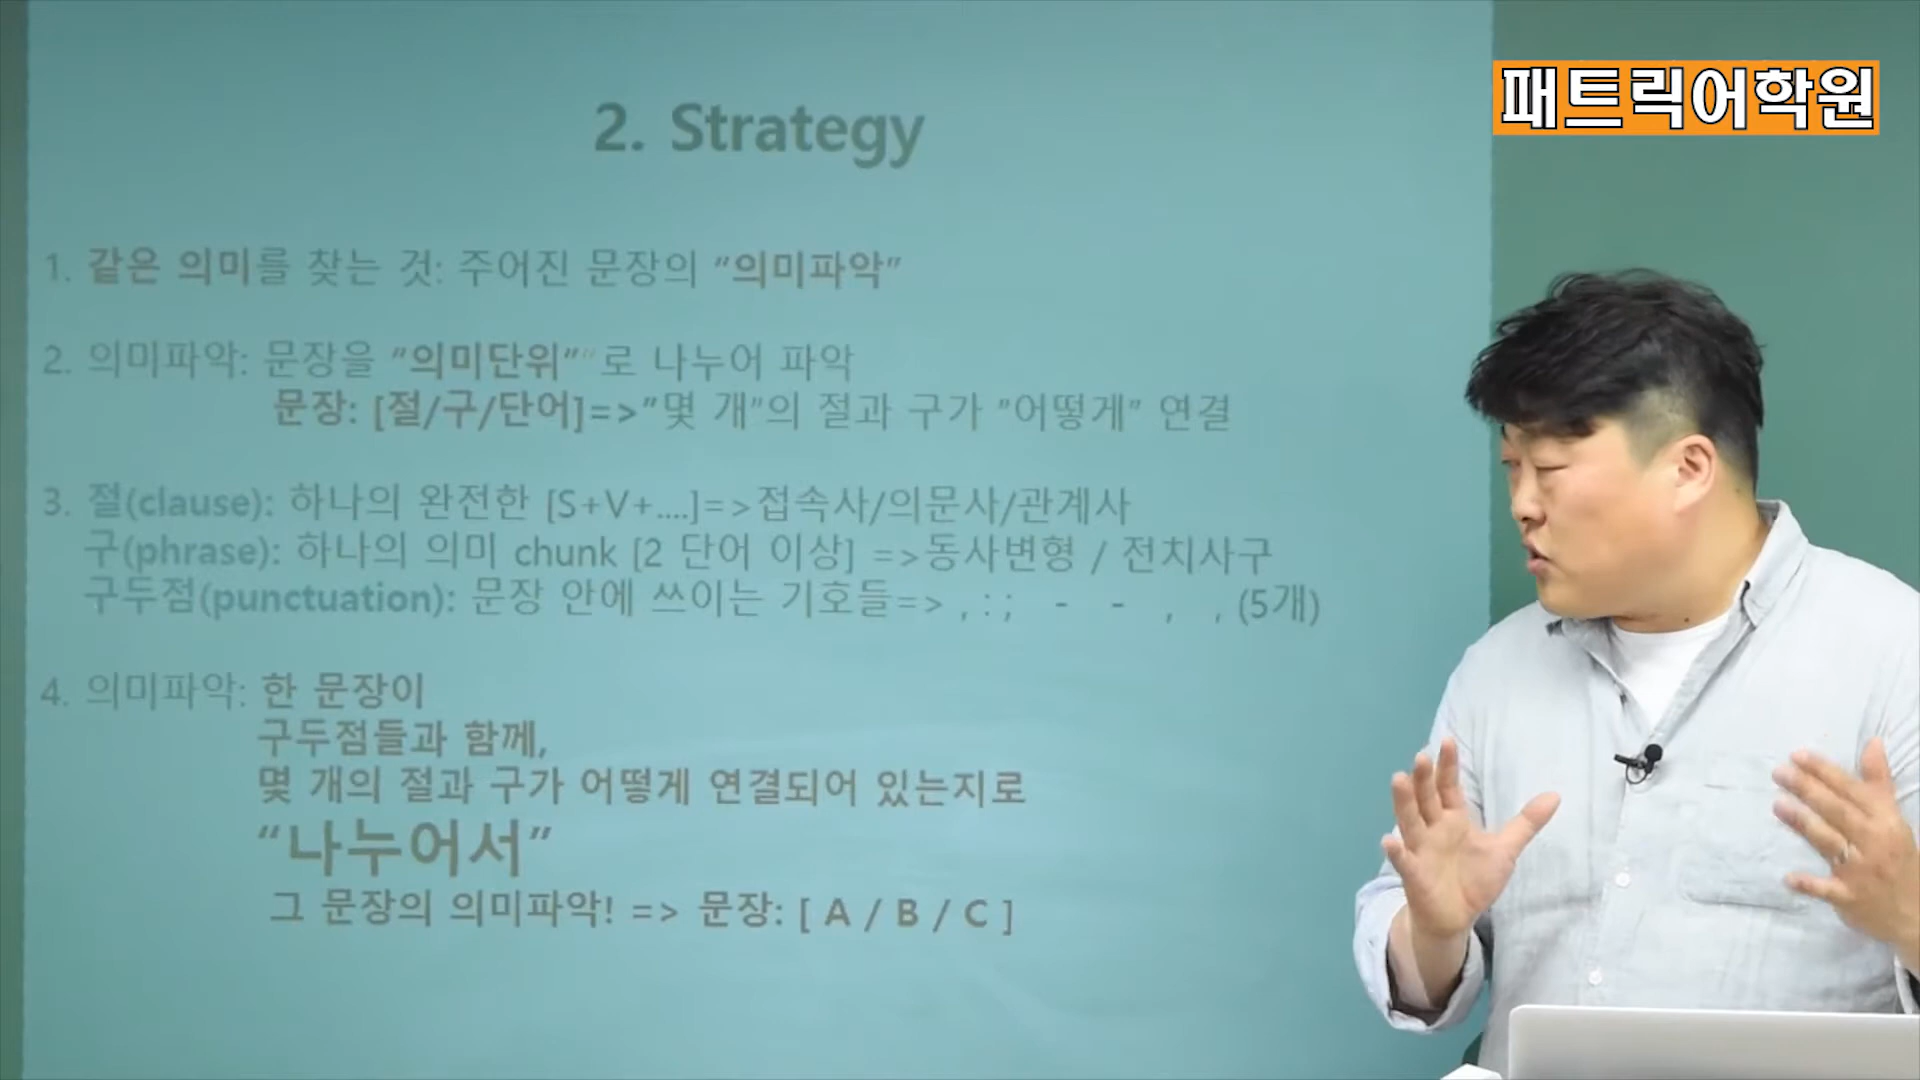 패트릭어학원
2. Strategy
1. 같은 의미를 찾는 것: 주어진 문장의 "의미파악"
2. 의미파악: 문장을 "의미단위"" 로 나누어 파악
문장: [절/구/단어]=>"몇 개"의 절과 구가 "어떻게" 연결
3. 절(clause): 하나의 완전한 [S+V+....]=>접속사/의문사/관계사
구(phrase): 하나의 의미 chunk [2 단어 이상] =>동사변형 / 전치사구
구두점(punctuation): 문장 안에 쓰이는 기호들=> , : ; - - , , (5개)
4. 의미파악: 한 문장이
구두점들과 함께,
몇 개의 절과 구가 어떻게 연결되어 있는지로
“나누어서”
그 문장의 의미파악! => 문장: [ A / B / C ]